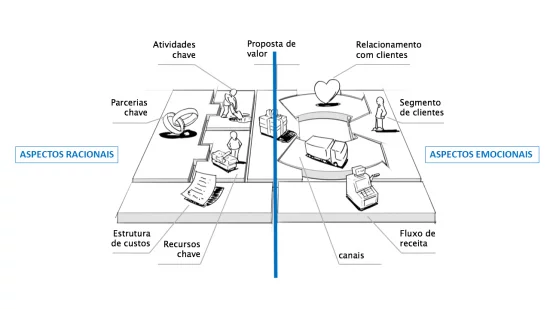 Atividades
chave
Proposta de
valor
Relacionamento
com clientes
Parcerias
chave
Segmento
de clientes
ASPECTOS RACIONAIS
ASPECTOS EMOCIONAIS
Estrutura
de custos
Recursos
chave
canais
Fluxo de
receita